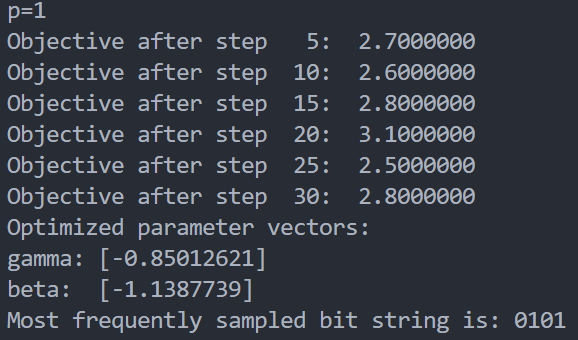 p=1
Objective after step   5:  2.7000000
Objective after step  10:  2.6000000
Objective after step  15:  2.8000000
Objective after step  20:  3.1000000
Objective after step  25:  2.5000000
Objective after step  30:  2.8000000
Optimized parameter vectors:
gamma: [-0.85012621]
beta:  [-1.1387739]
Most frequently sampled bit string is: 0101